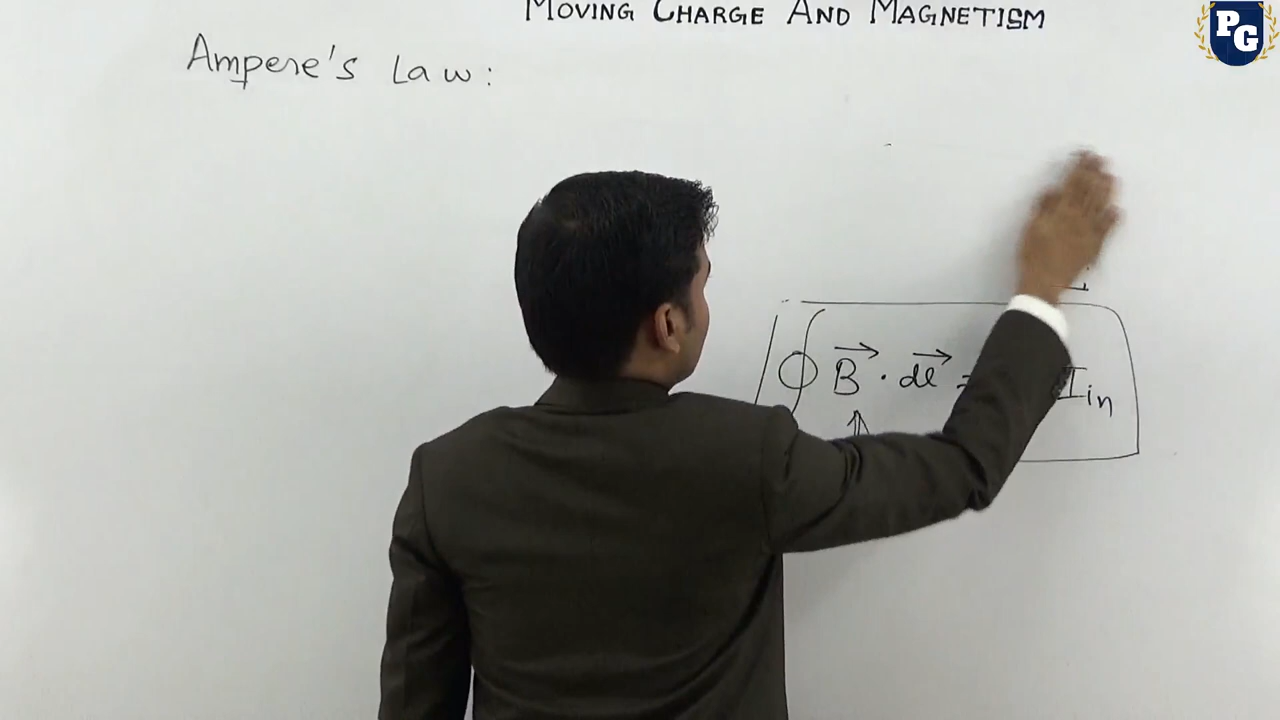 MOVING CHARGE AND MAGNETISM
PG
Ampere's Law:
∮ B⃗ · dl⃗ = I in